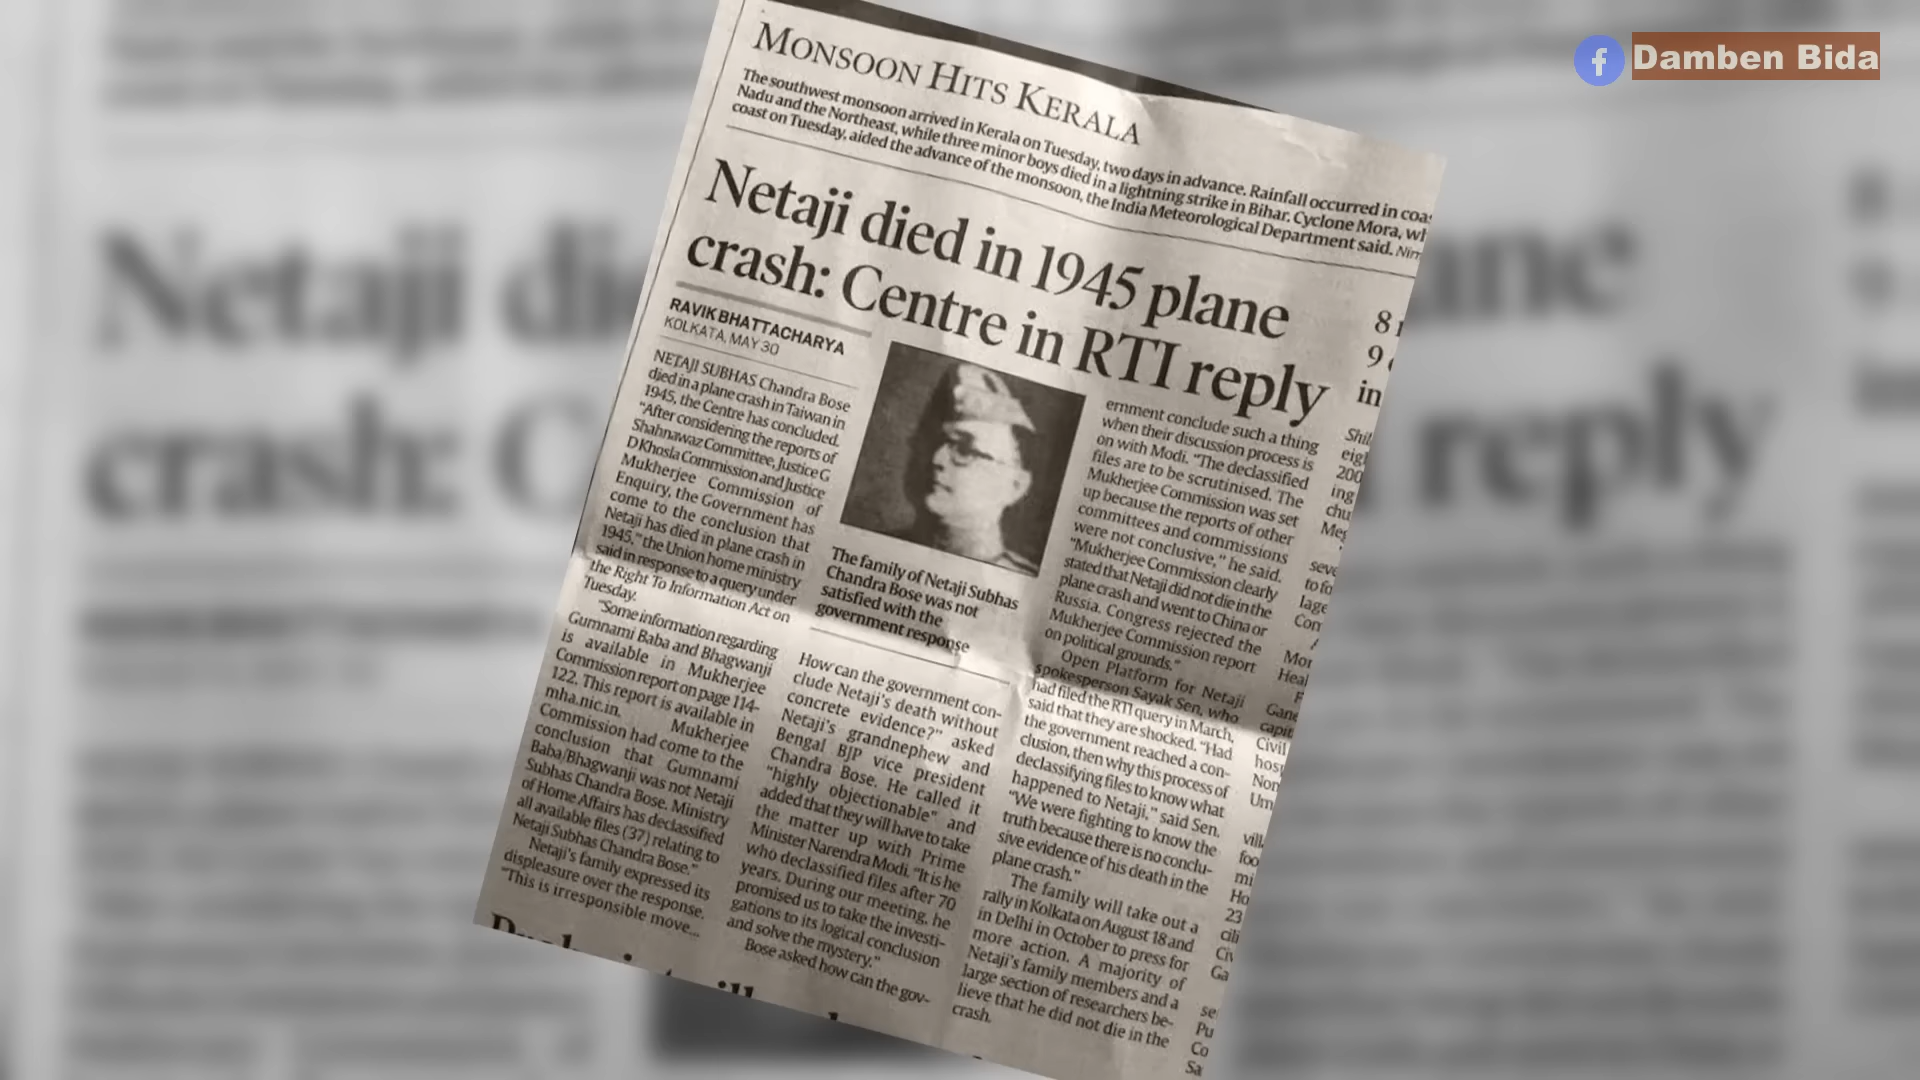 Damben Bida
MONSOON HITS KERALA
The southwest monsoon arrived in Kerala on Tuesday, two days in advance. Rainfall occurred in coas
Nadu and the Northeast, while three minor boys died in a lightning strike in Bihar. Cyclone Mora, wh
coast on Tuesday, aided the advance of the monsoon, the India Meteorological Department said.
Netaji died in 1945 plane
crash: Centre in RTI reply
RAVIK BHATTACHARYA
KOLKATA, MAY 30
NETAJI SUBHAS Chandra Bose
died in a plane crash in Taiwan in
1945, the Centre has concluded.
"After considering the reports of
Shahnawaz Committee, Justice G
D Khosla Commission and Justice
Mukherjee Commission of
Enquiry, the Government has
come to the conclusion that
Netaji has died in plane crash in
1945," the Union home ministry
said in response to a query under
the Right To Information Act on
Tuesday.
"Some information regarding
Gumnami Baba and Bhagwanji
is available in Mukherjee
Commission report on page 114-
122. This report is available in
mha.nic.in. Mukherjee
Commission had come to the
conclusion that Gumnami
Baba/Bhagwanji was not Netaji
Subhas Chandra Bose. Ministry
of Home Affairs has declassified
all available files (37) relating to
Netaji Subhas Chandra Bose."
Netaji's family expressed its
displeasure over the response.
"This is irresponsible move...
The family of Netaji Subhas
Chandra Bose was not
satisfied with the
government response
How can the government con-
clude Netaji's death without
concrete evidence?" asked
Netaji's grandnephew and
Bengal BJP vice president
Chandra Bose. He called it
"highly objectionable" and
added that they will have to take
the matter up with Prime
Minister Narendra Modi. "It is he
who declassified files after 70
years. During our meeting, he
promised us to take the investi-
gations to its logical conclusion
and solve the mystery."
Bose asked how can the gov-
ernment conclude such a thing
when their discussion process is
on with Modi. "The declassified
files are to be scrutinised. The
Mukherjee Commission was set
up because the reports of other
committees and commissions
were not conclusive," he said.
"Mukherjee Commission clearly
stated that Netaji did not die in the
plane crash and went to China or
Russia. Congress rejected the
Mukherjee Commission report
on political grounds."
Open Platform for Netaji
spokesperson Sayak Sen, who
had filed the RTI query in March,
said that they are shocked. "Had
the government reached a con-
clusion, then why this process of
declassifying files to know what
happened to Netaji," said Sen.
"We were fighting to know the
truth because there is no conclu-
sive evidence of his death in the
plane crash."
The family will take out a
rally in Kolkata on August 18 and
in Delhi in October to press for
more action. A majority of
Netaji's family members and a
large section of researchers be-
lieve that he did not die in the
crash.